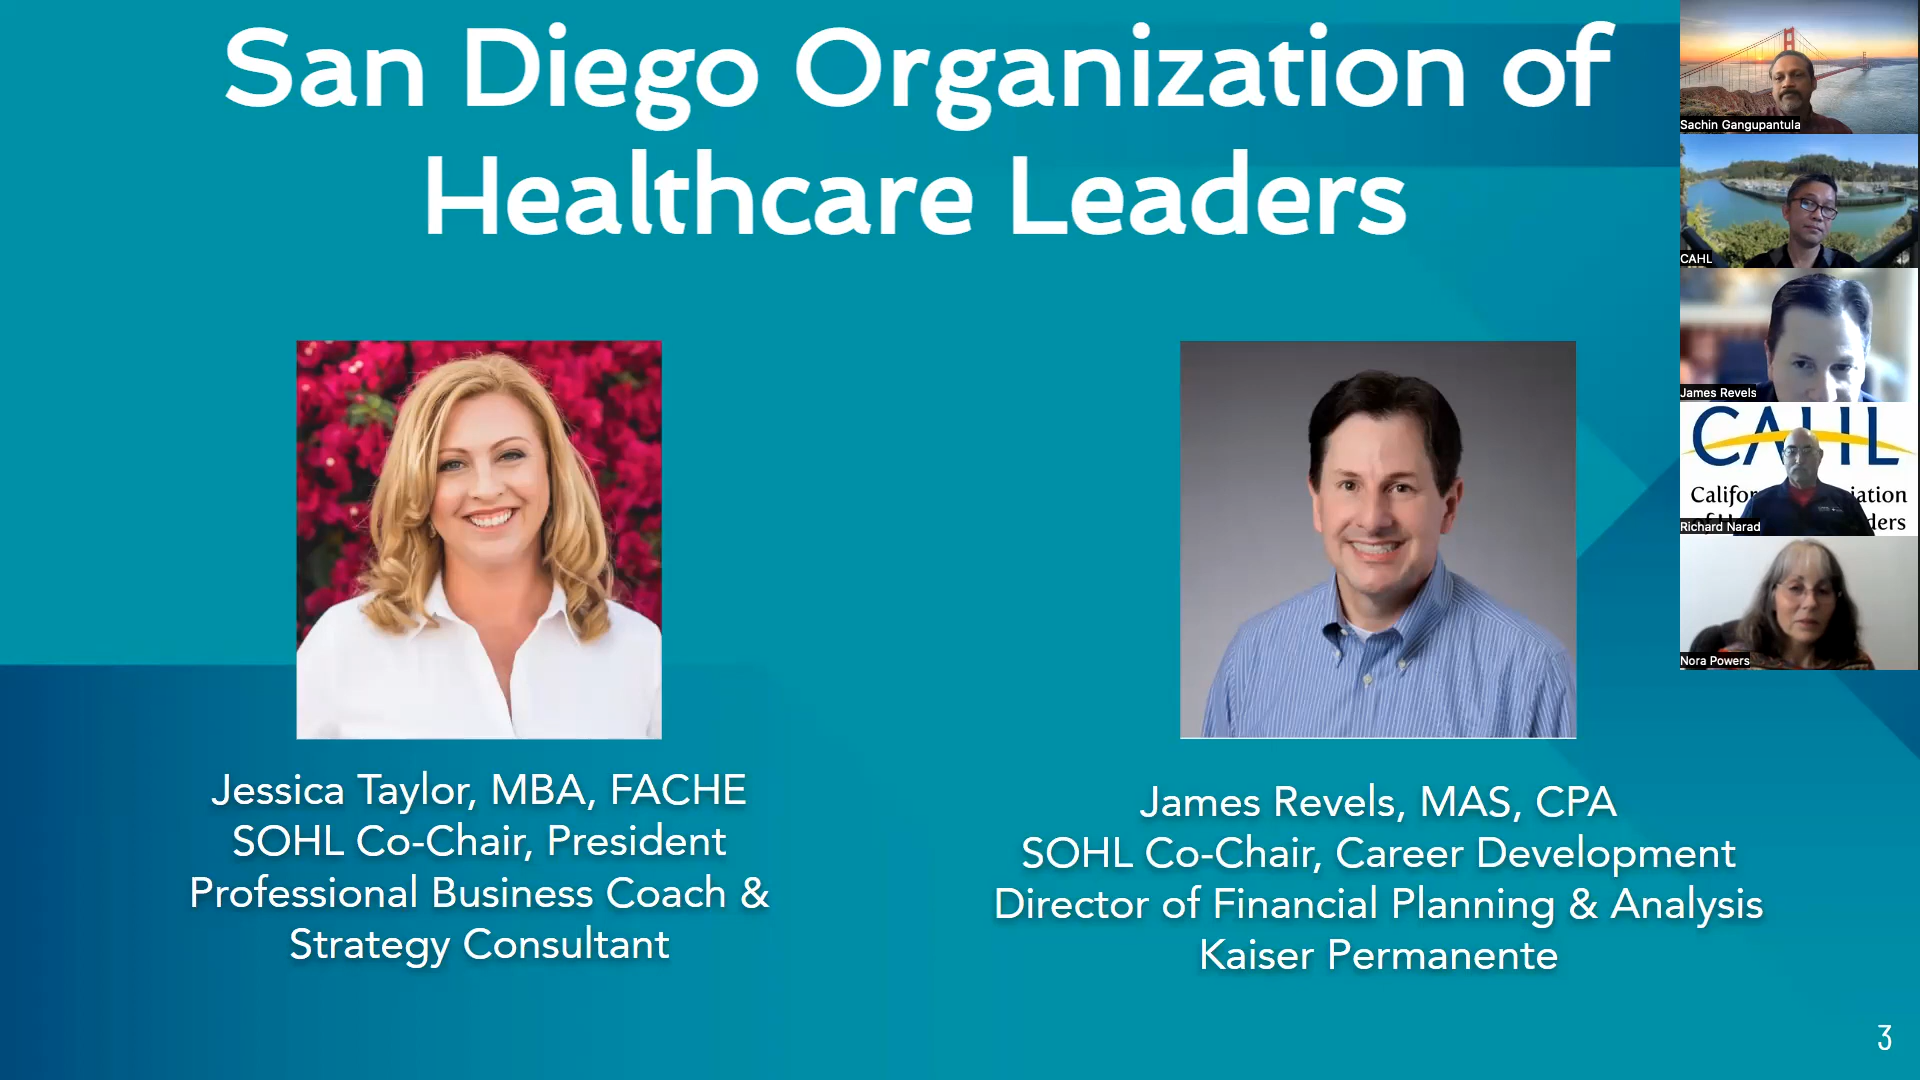 San Diego Organization of
Healthcare Leaders
Jessica Taylor, MBA, FACHE
SOHL Co-Chair, President
Professional Business Coach &
Strategy Consultant
James Revels, MAS, CPA
SOHL Co-Chair, Career Development
Director of Financial Planning & Analysis
Kaiser Permanente
3
Sachin Gangupantula
CAHL
James Revels
CAHL
Richard Narad
Nora Powers